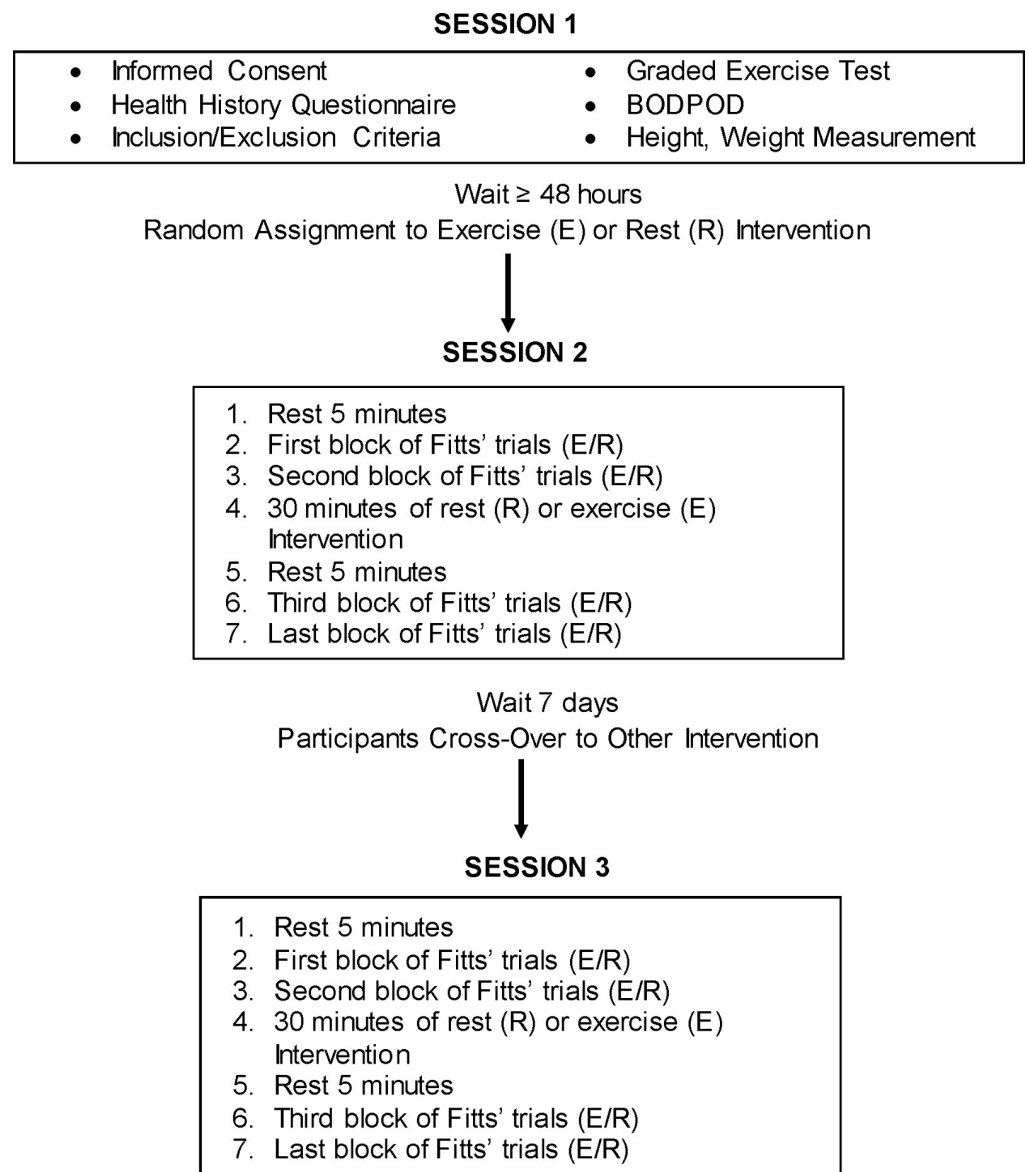 SESSION 1
• Informed Consent
• Health History Questionnaire
• Inclusion/Exclusion Criteria
• Graded Exercise Test
• BODPOD
• Height, Weight Measurement
Wait ≥ 48 hours
Random Assignment to Exercise (E) or Rest (R) Intervention
SESSION 2
1. Rest 5 minutes
2. First block of Fitts’ trials (E/R)
3. Second block of Fitts’ trials (E/R)
4. 30 minutes of rest (R) or exercise (E)
Intervention
5. Rest 5 minutes
6. Third block of Fitts’ trials (E/R)
7. Last block of Fitts’ trials (E/R)
Wait 7 days
Participants Cross-Over to Other Intervention
SESSION 3
1. Rest 5 minutes
2. First block of Fitts’ trials (E/R)
3. Second block of Fitts’ trials (E/R)
4. 30 minutes of rest (R) or exercise (E)
Intervention
5. Rest 5 minutes
6. Third block of Fitts’ trials (E/R)
7. Last block of Fitts’ trials (E/R)